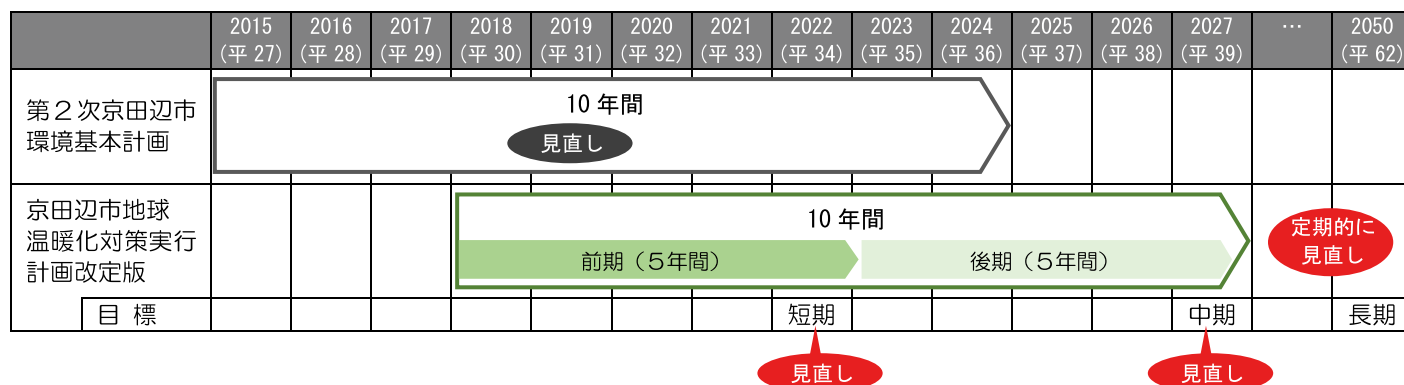 2015 2016 2017 2018 2019 2020 2021 2022 2023 2024 2025 2026 2027 … 2050
(平 27) (平 28) (平 29) (平 30) (平 31) (平 32) (平 33) (平 34) (平 35) (平 36) (平 37) (平 38) (平 39) (平 62)
第2次京田辺市
環境基本計画
10 年間
見直し
京田辺市地球
温暖化対策実行
計画改定版
10 年間
前期（5年間） 後期（5年間）
定期的に
見直し
目 標 短期 中期 長期
見直し 見直し